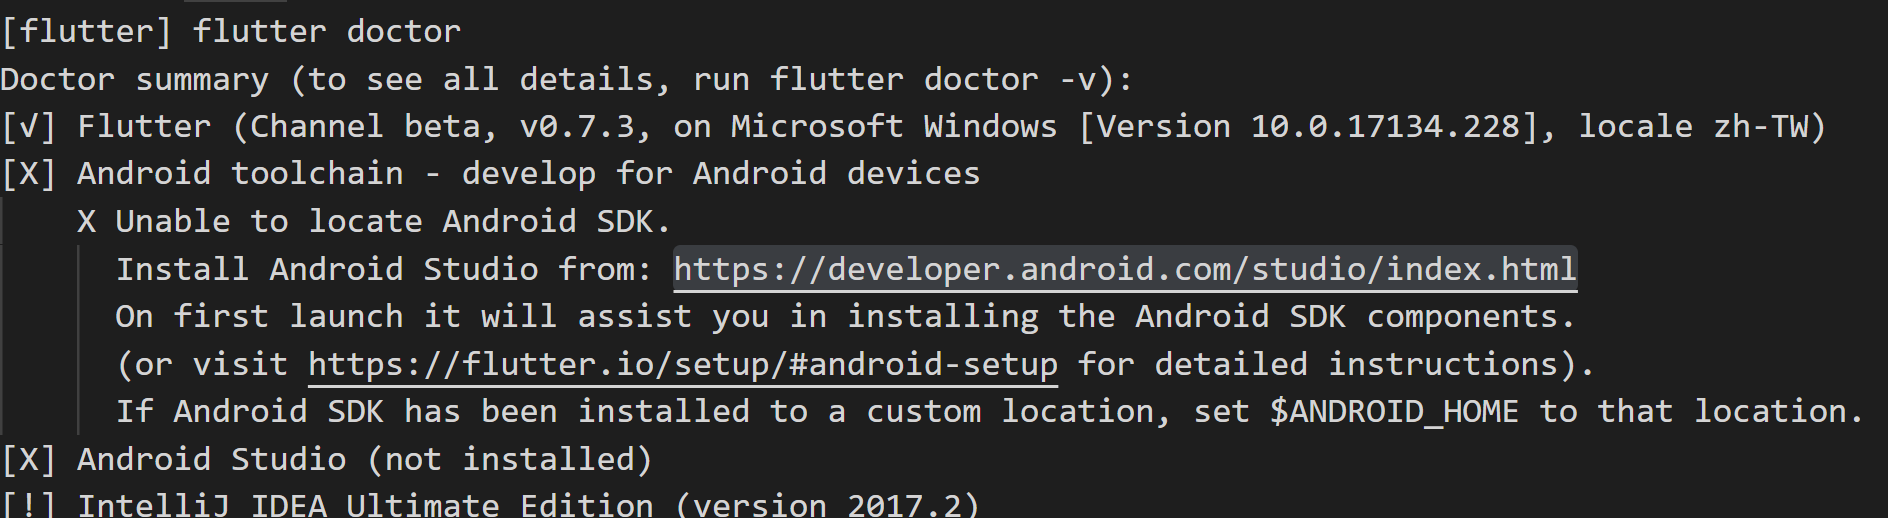 [flutter] flutter doctor
Doctor summary (to see all details, run flutter doctor -v):
[√] Flutter (Channel beta, v0.7.3, on Microsoft Windows [Version 10.0.17134.228], locale zh-TW)
[X] Android toolchain - develop for Android devices
X Unable to locate Android SDK.
Install Android Studio from: https://developer.android.com/studio/index.html
On first launch it will assist you in installing the Android SDK components.
(or visit https://flutter.io/setup/#android-setup for detailed instructions).
If Android SDK has been installed to a custom location, set $ANDROID_HOME to that location.
[X] Android Studio (not installed)
[!] IntelliJ IDEA Ultimate Edition (version 2017.2)